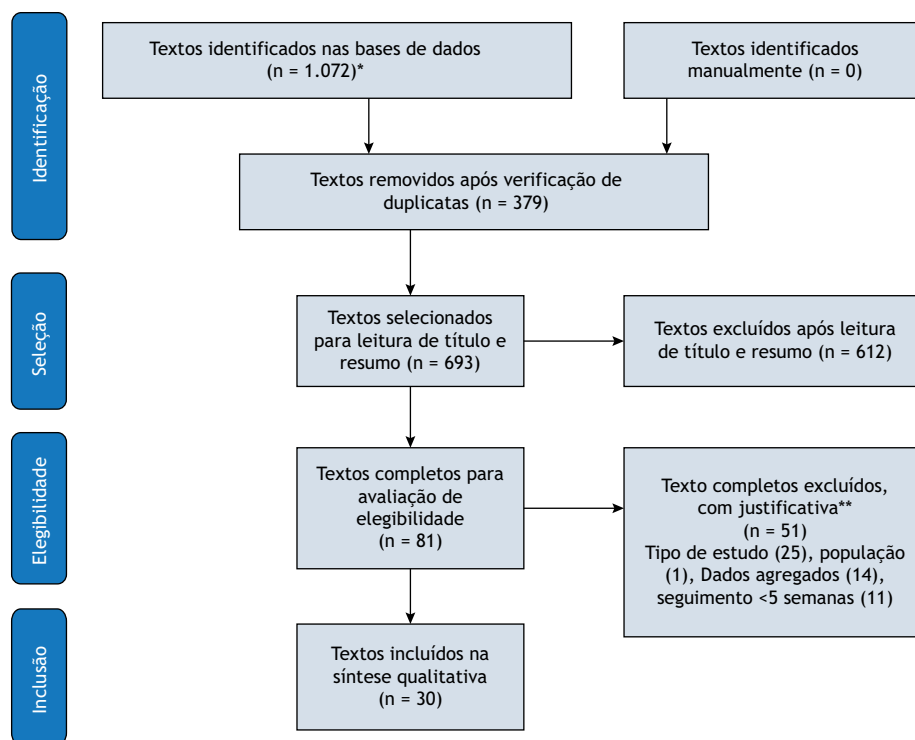 Identificação
Textos identificados nas bases de dados
(n = 1.072)*
Textos identificados
manualmente (n = 0)
Textos removidos após verificação de
duplicatas (n = 379)
Seleção
Textos selecionados
para leitura de título e
resumo (n = 693)
Textos excluídos após leitura
de título e resumo (n = 612)
Elegibilidade
Textos completos para
avaliação de
elegibilidade
(n = 81)
Texto completos excluídos,
com justificativa**
(n = 51)
Tipo de estudo (25), população
(1), Dados agregados (14),
seguimento <5 semanas (11)
Inclusão
Textos incluídos na
síntese qualitativa
(n = 30)